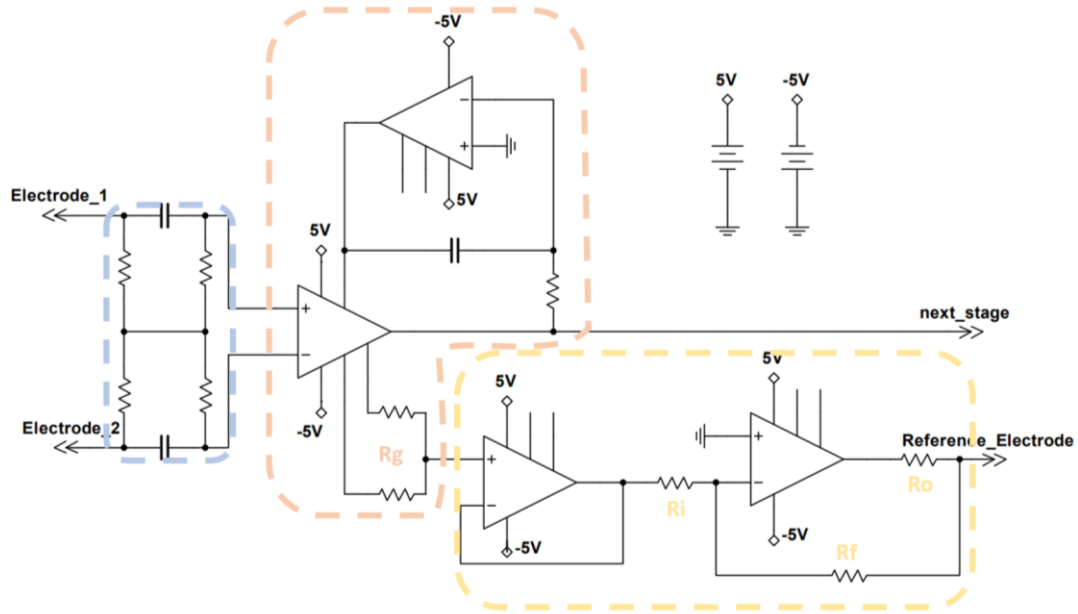 -5V
5V
-5V
-
+
5V
Electrode_1
5V
+
-
next_stage
-5V
5V
5V
Electrode_2
Rg
+
-
+
-
Reference_Electrode
Ro
Ri
-5V
-5V
Rf